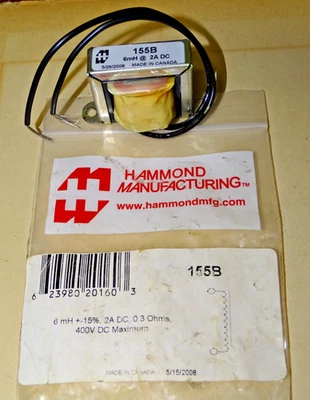 155B
6mH @ 2A DC
5/26/2008 MADE IN CANADA
HAMMOND
MANUFACTURING™
www.hammondmfg.com
155B
6 23980 20160 3
6 mH +-15%, 2A DC, 0.3 Ohms,
400V DC Maximum
MADE IN CANADA 5/15/2008